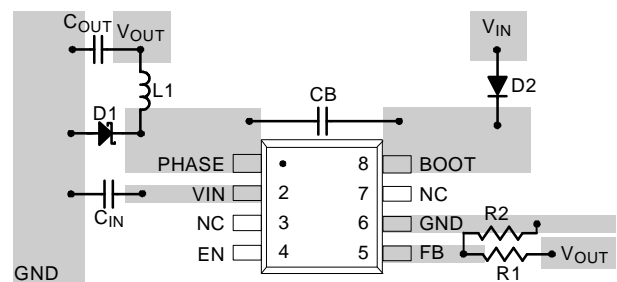 COUT
VOUT
VIN
L1
D1
CB
D2
PHASE
8
BOOT
VIN
2
7
NC
CIN
NC
3
6
GND
R2
EN
4
5
FB
R1
VOUT
GND